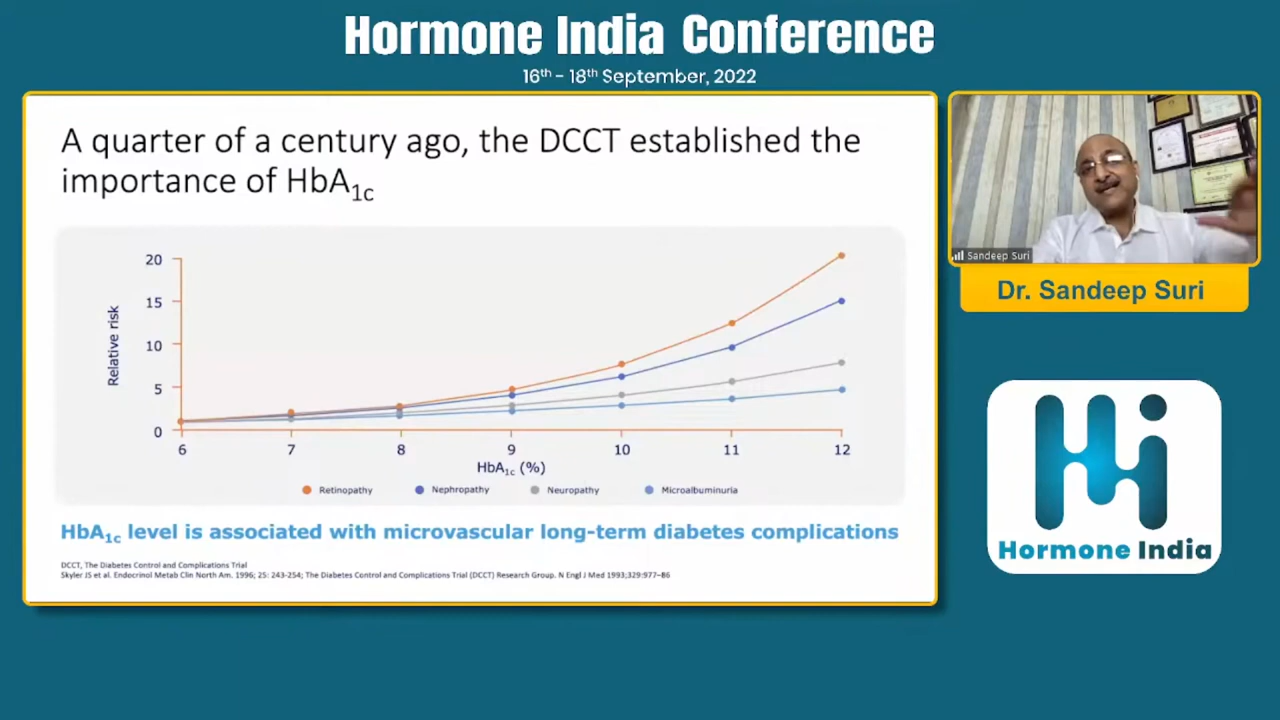 Hormone India Conference
16th - 18th September, 2022
A quarter of a century ago, the DCCT established the
importance of HbA1c
20
15
10
5
0
Relative risk
6 7 8 9 10 11 12
HbA1c (%)
Retinopathy Nephropathy Neuropathy Microalbuminuria
HbA1c level is associated with microvascular long-term diabetes complications
DCCT, The Diabetes Control and Complications Trial
Skyler JS et al. Endocrinol Metab Clin North Am. 1996; 25: 243-254; The Diabetes Control and Complications Trial (DCCT) Research Group. N Engl J Med 1993;329:977-86
Sandeep Suri
Dr. Sandeep Suri
Hi
Hormone India